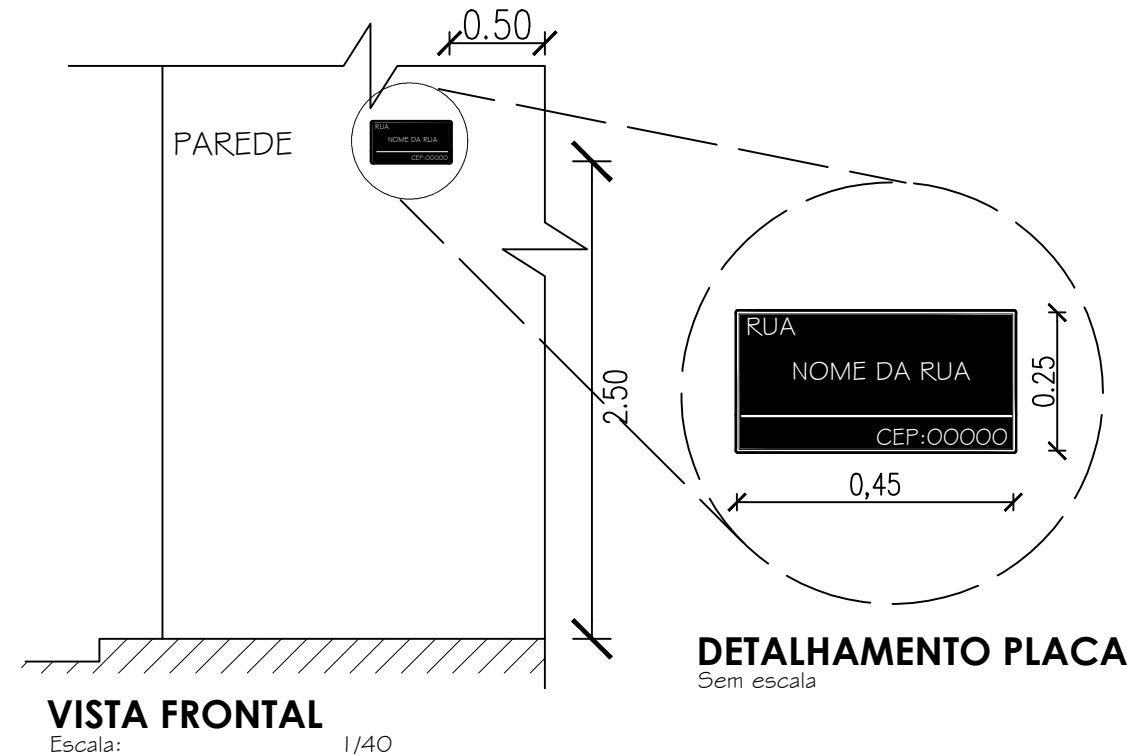 0.50
PAREDE
RUA
NOME DA RUA
CEP:00000
2.50
RUA
NOME DA RUA
CEP:00000
0.25
0,45
DETALHAMENTO PLACA
Sem escala
VISTA FRONTAL
Escala: 1/40